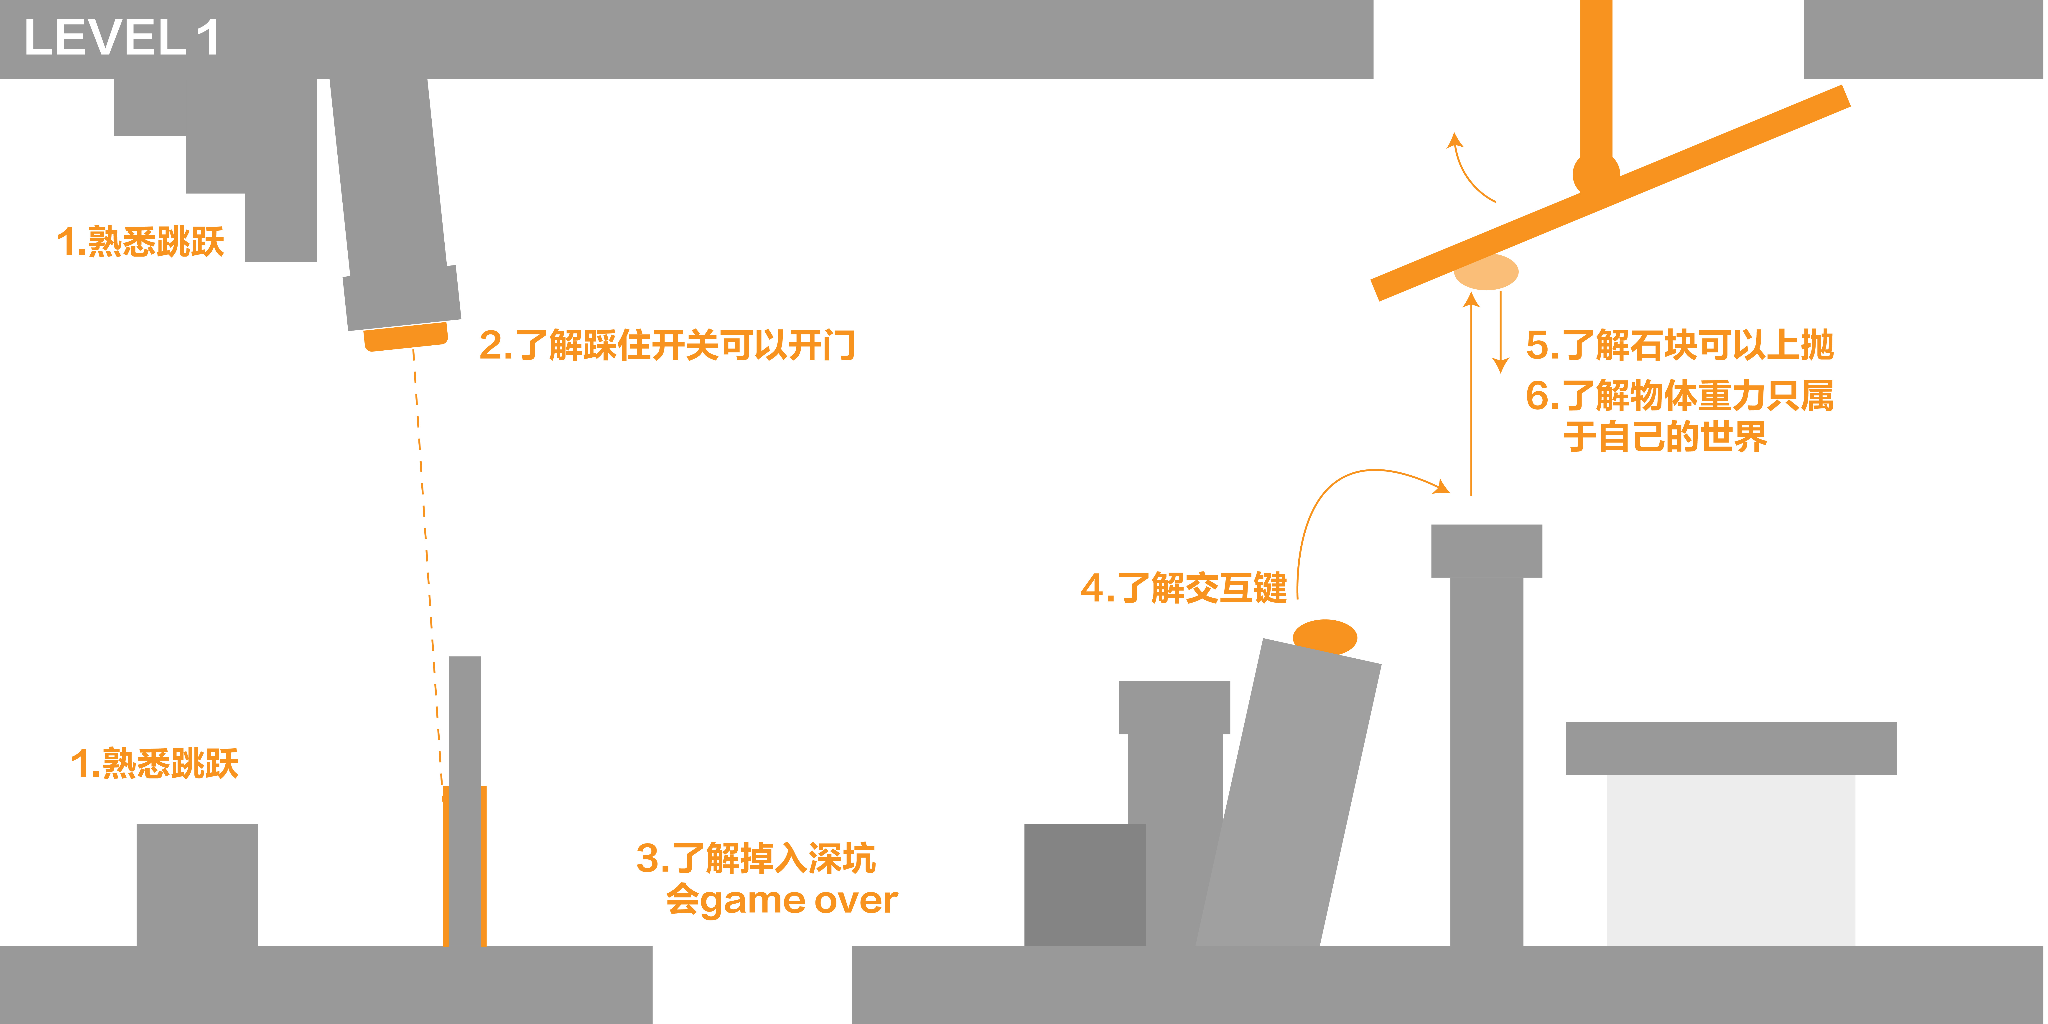 LEVEL 1
1.熟悉跳跃
2.了解踩住开关可以开门
5.了解石块可以上抛
6.了解物体重力只属
于自己的世界
4.了解交互键
1.熟悉跳跃
3.了解掉入深坑
会game over